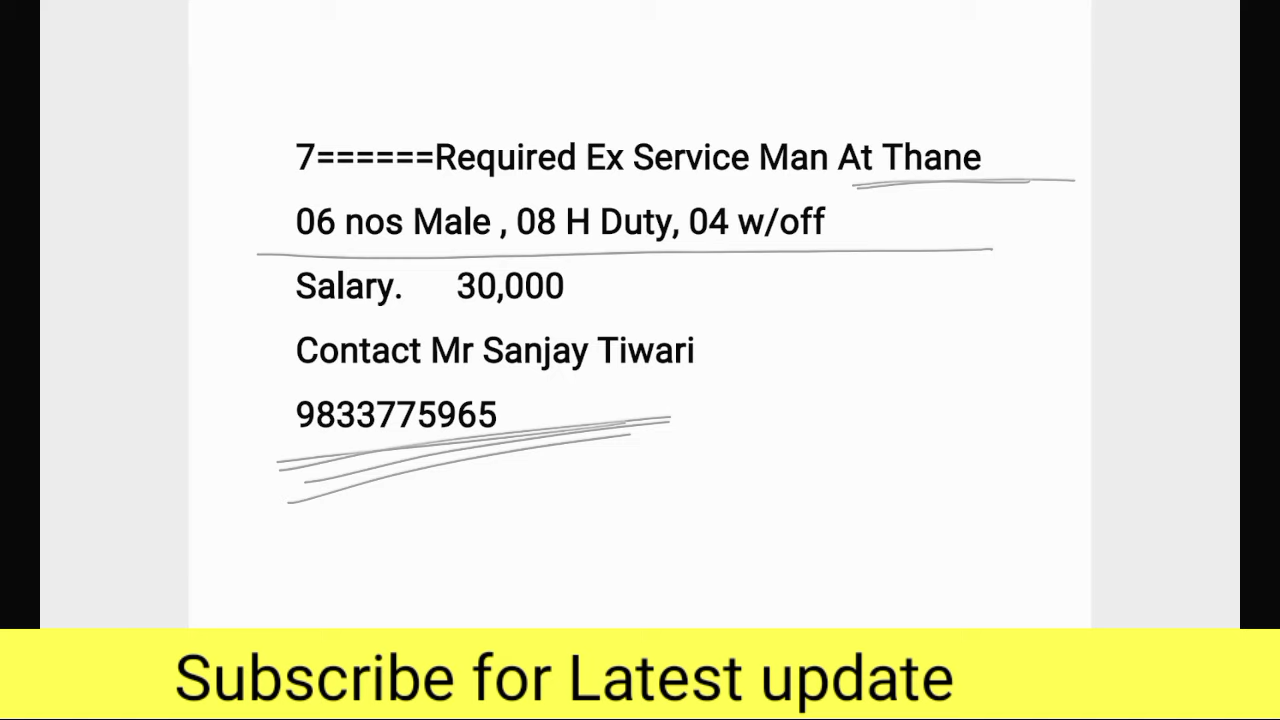 7======Required Ex Service Man At Thane
06 nos Male , 08 H Duty, 04 w/off
Salary. 30,000
Contact Mr Sanjay Tiwari
9833775965
Subscribe for Latest update